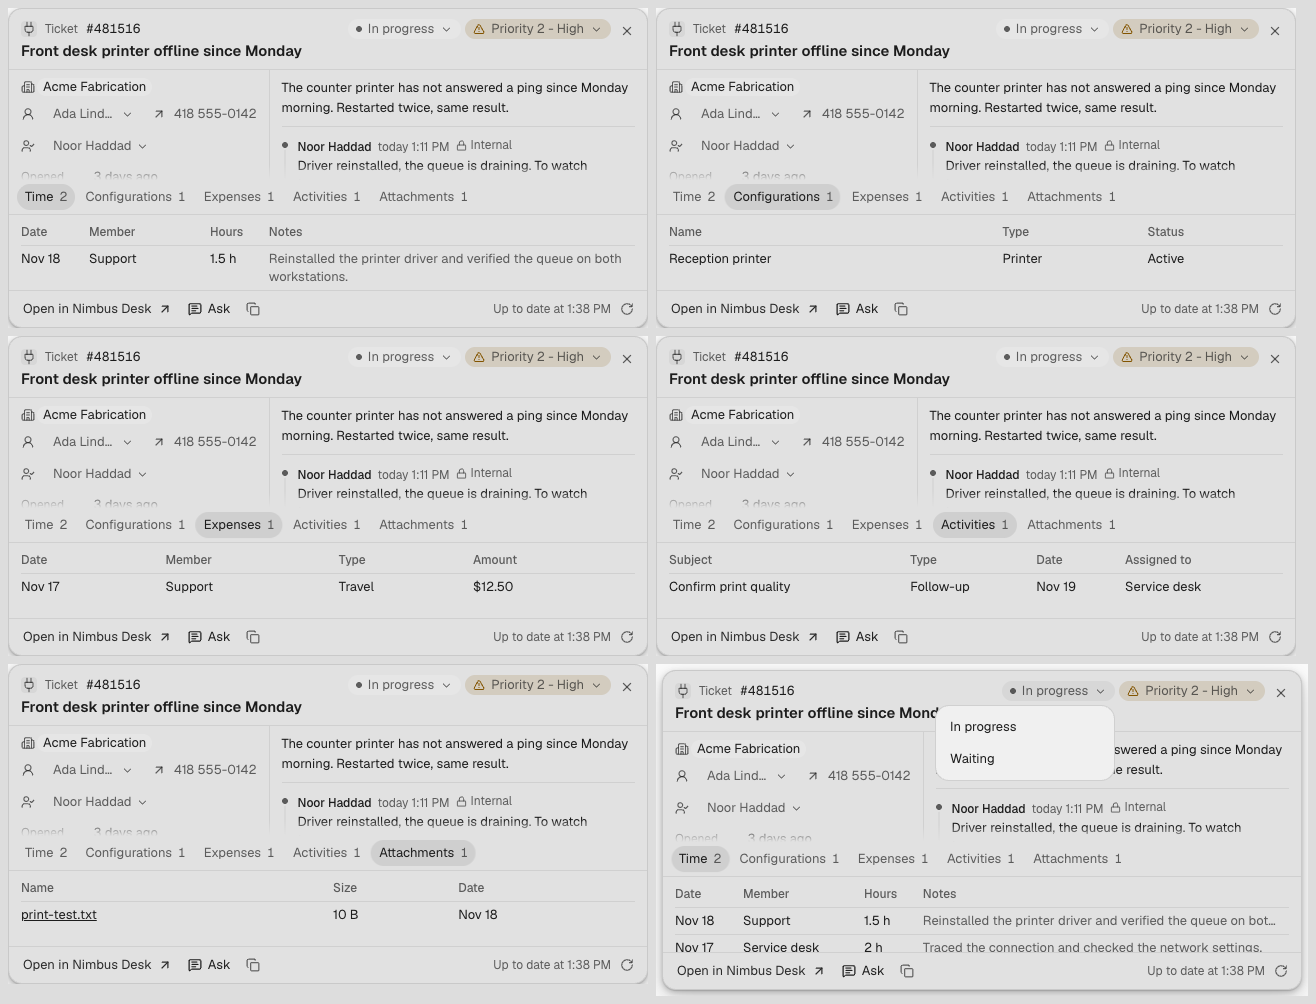 Ticket #481516 In progress Priority 2 - High
Front desk printer offline since Monday
Acme Fabrication
Ada Lind... 418 555-0142
Noor Haddad
Opened 3 days ago
The counter printer has not answered a ping since Monday
morning. Restarted twice, same result.
Noor Haddad today 1:11 PM Internal
Driver reinstalled, the queue is draining. To watch
Time 2 Configurations 1 Expenses 1 Activities 1 Attachments 1
Date Member Hours Notes
Nov 18 Support 1.5 h Reinstalled the printer driver and verified the queue on both
workstations.
Open in Nimbus Desk Ask Up to date at 1:38 PM
Ticket #481516 In progress Priority 2 - High
Front desk printer offline since Monday
Acme Fabrication
Ada Lind... 418 555-0142
Noor Haddad
Opened 3 days ago
The counter printer has not answered a ping since Monday
morning. Restarted twice, same result.
Noor Haddad today 1:11 PM Internal
Driver reinstalled, the queue is draining. To watch
Time 2 Configurations 1 Expenses 1 Activities 1 Attachments 1
Name Type Status
Reception printer Printer Active
Open in Nimbus Desk Ask Up to date at 1:38 PM
Ticket #481516 In progress Priority 2 - High
Front desk printer offline since Monday
Acme Fabrication
Ada Lind... 418 555-0142
Noor Haddad
Opened 3 days ago
The counter printer has not answered a ping since Monday
morning. Restarted twice, same result.
Noor Haddad today 1:11 PM Internal
Driver reinstalled, the queue is draining. To watch
Time 2 Configurations 1 Expenses 1 Activities 1 Attachments 1
Date Member Type Amount
Nov 17 Support Travel $12.50
Open in Nimbus Desk Ask Up to date at 1:38 PM
Ticket #481516 In progress Priority 2 - High
Front desk printer offline since Monday
Acme Fabrication
Ada Lind... 418 555-0142
Noor Haddad
Opened 3 days ago
The counter printer has not answered a ping since Monday
morning. Restarted twice, same result.
Noor Haddad today 1:11 PM Internal
Driver reinstalled, the queue is draining. To watch
Time 2 Configurations 1 Expenses 1 Activities 1 Attachments 1
Subject Type Date Assigned to
Confirm print quality Follow-up Nov 19 Service desk
Open in Nimbus Desk Ask Up to date at 1:38 PM
Ticket #481516 In progress Priority 2 - High
Front desk printer offline since Monday
Acme Fabrication
Ada Lind... 418 555-0142
Noor Haddad
Opened 3 days ago
The counter printer has not answered a ping since Monday
morning. Restarted twice, same result.
Noor Haddad today 1:11 PM Internal
Driver reinstalled, the queue is draining. To watch
Time 2 Configurations 1 Expenses 1 Activities 1 Attachments 1
Name Size Date
print-test.txt 10 B Nov 18
Open in Nimbus Desk Ask Up to date at 1:38 PM
Ticket #481516 In progress Priority 2 - High
Front desk printer offline since
In progress
Waiting
Acme Fabrication
Ada Lind... 418 555-0142
Noor Haddad
Opened 3 days ago
a ping since Monday
result.
Noor Haddad today 1:11 PM Internal
Driver reinstalled, the queue is draining. To watch
Time 2 Configurations 1 Expenses 1 Activities 1 Attachments 1
Date Member Hours Notes
Nov 18 Support 1.5 h Reinstalled the printer driver and verified the queue on bot...
Nov 17 Service desk 2 h Traced the connection and checked the network settings.
Open in Nimbus Desk Ask Up to date at 1:38 PM